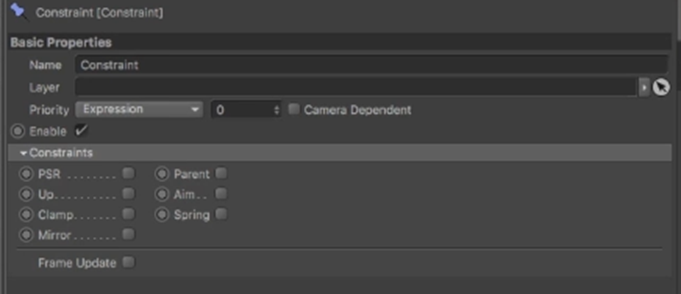 Constraint [Constraint]
Basic Properties
Name Constraint
Layer
Priority Expression 0 Camera Dependent
Enable
Constraints
PSR ........ Parent
Up.......... Aim..
Clamp....... Spring
Mirror.......
Frame Update